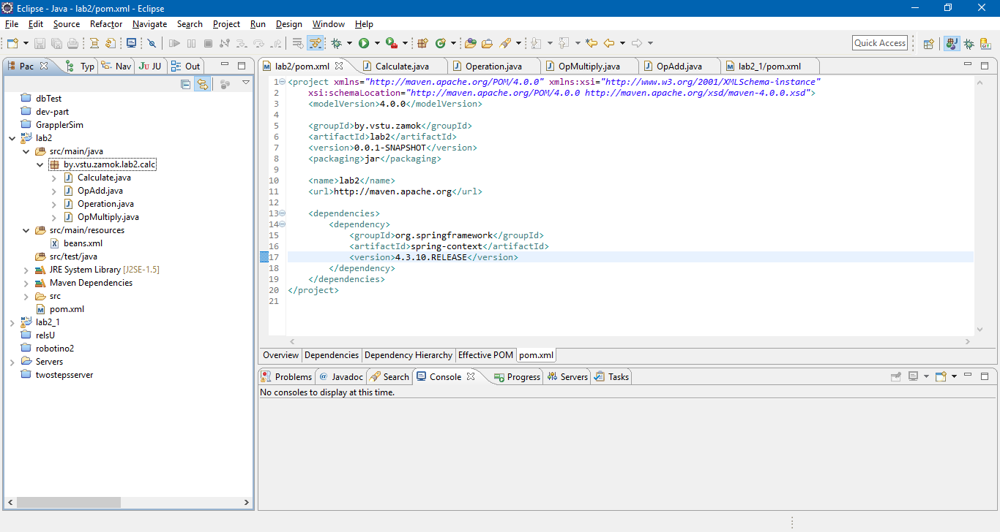 Eclipse - Java - lab2/pom.xml - Eclipse
File Edit Source Refactor Navigate Search Project Run Design Window Help
Quick Access
Pac Typ Nav JU Out
dbTest
dev-part
GrapplerSim
lab2
src/main/java
by.vstu.zamok.lab2.calc
Calculate.java
OpAdd.java
Operation.java
OpMultiply.java
src/main/resources
beans.xml
src/test/java
JRE System Library [J2SE-1.5]
Maven Dependencies
src
pom.xml
lab2_1
relsU
robotino2
Servers
twostepsserver
lab2/pom.xml Calculate.java Operation.java OpMultiply.java OpAdd.java lab2_1/pom.xml
1 <project xmlns="http://maven.apache.org/POM/4.0.0" xmlns:xsi="http://www.w3.org/2001/XMLSchema-instance"
2 xsi:schemaLocation="http://maven.apache.org/POM/4.0.0 http://maven.apache.org/xsd/maven-4.0.0.xsd">
3 <modelVersion>4.0.0</modelVersion>
4
5 <groupId>by.vstu.zamok</groupId>
6 <artifactId>lab2</artifactId>
7 <version>0.0.1-SNAPSHOT</version>
8 <packaging>jar</packaging>
9
10 <name>lab2</name>
11 <url>http://maven.apache.org</url>
12
13 <dependencies>
14 <dependency>
15 <groupId>org.springframework</groupId>
16 <artifactId>spring-context</artifactId>
17 <version>4.3.10.RELEASE</version>
18 </dependency>
19 </dependencies>
20 </project>
21
Overview Dependencies Dependency Hierarchy Effective POM pom.xml
Problems @ Javadoc Search Console Progress Servers Tasks
No consoles to display at this time.